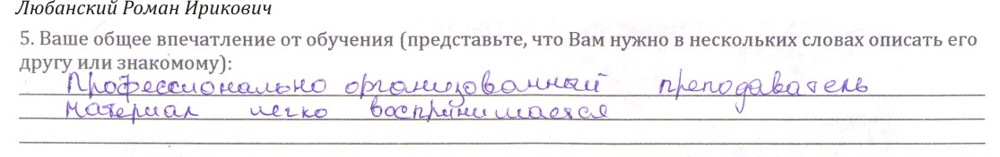 Любанский Роман Ирикович
5. Ваше общее впечатление от обучения (представьте, что Вам нужно в нескольких словах описать его
другу или знакомому):
Профессионально организованный преподаватель
материал легко воспринимается